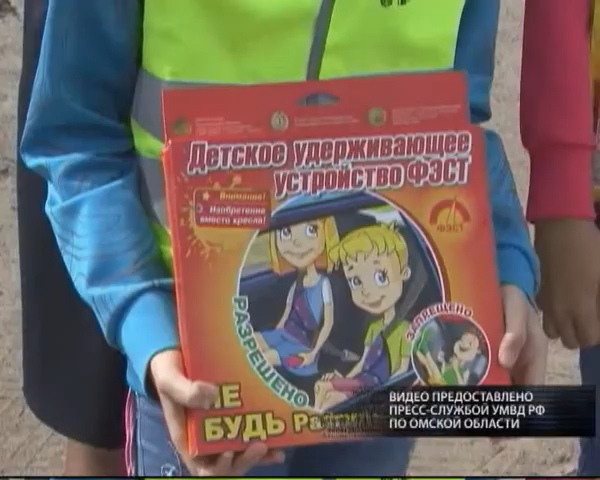 Детское удерживающее
устройство ФЭСТ
Внимание!
Изобретение
вместо кресла!
ФЭСТ
РАЗРЕШЕНО
ЗАПРЕЩЕНО
НЕ
БУДЬ
ВИДЕО ПРЕДОСТАВЛЕНО
ПРЕСС-СЛУЖБОЙ УМВД РФ
ПО ОМСКОЙ ОБЛАСТИ